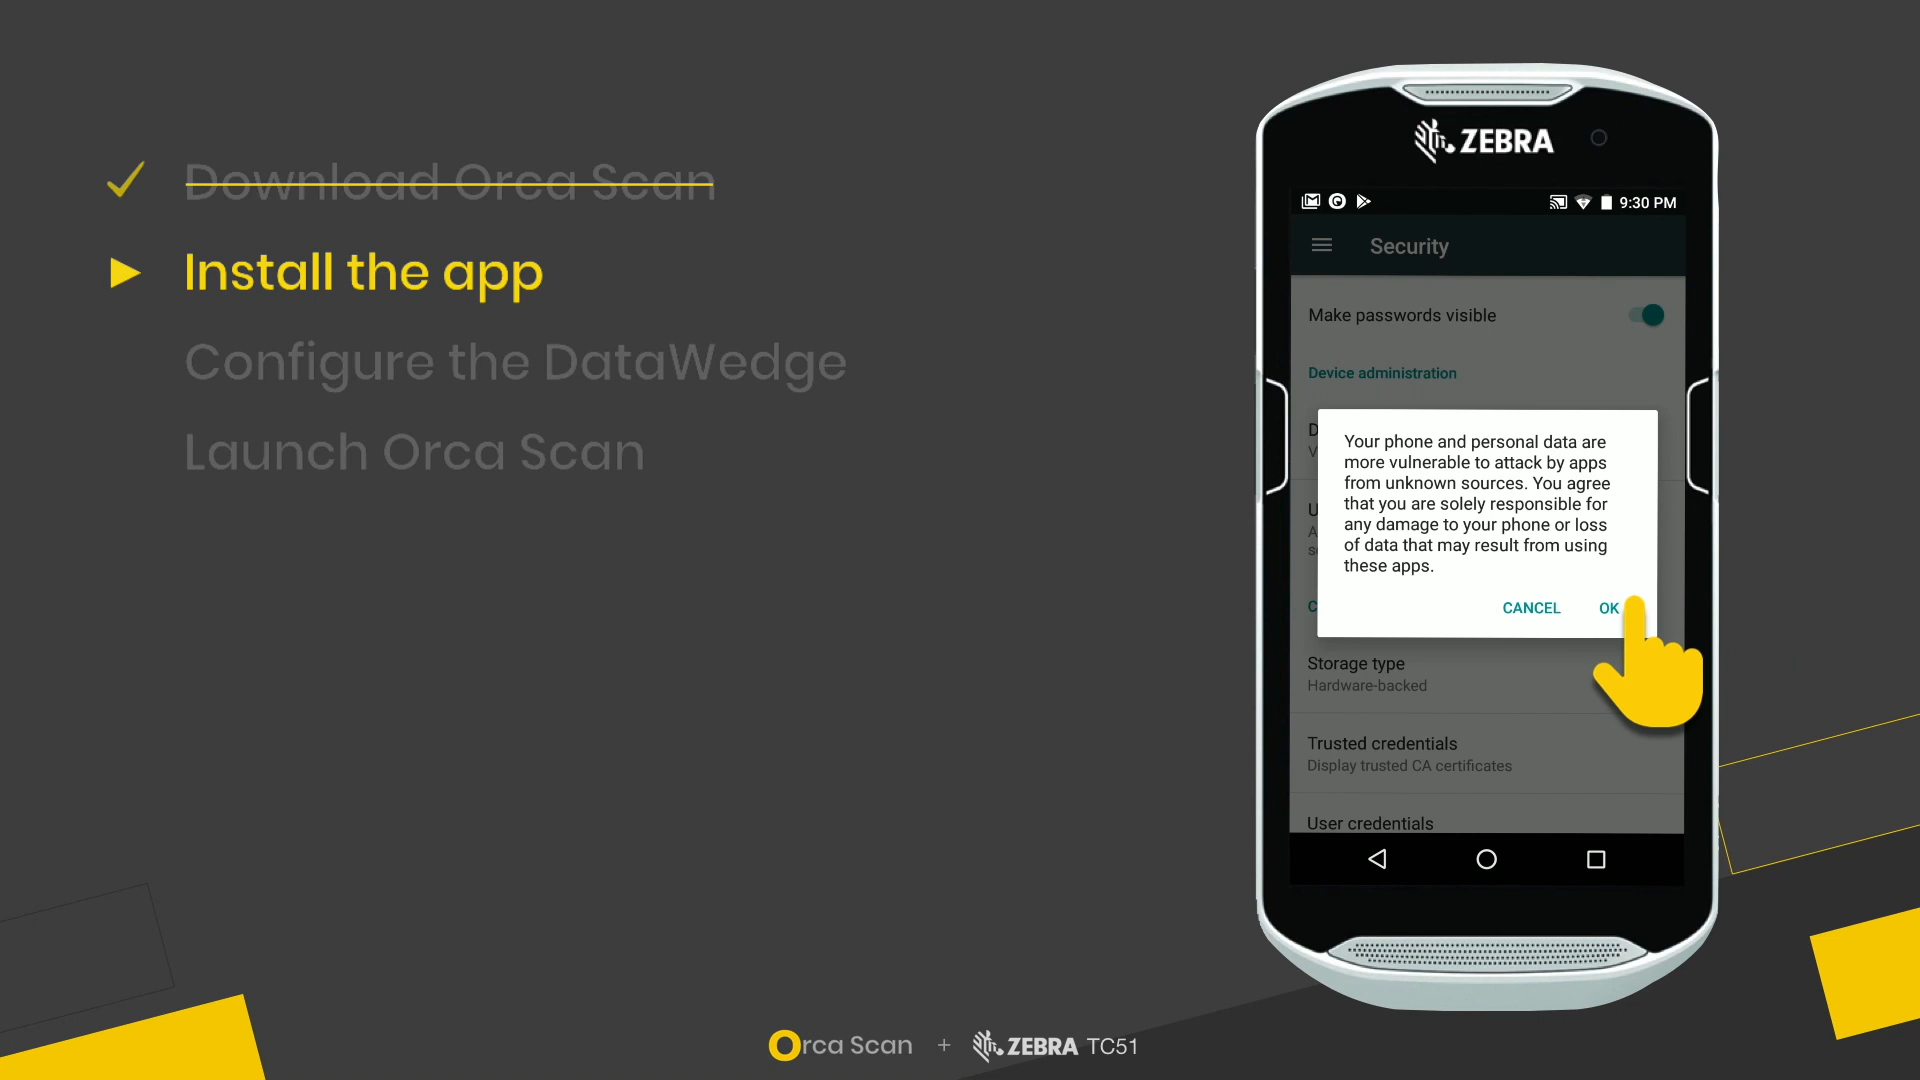 Download Orca Scan
Install the app
Configure the DataWedge
Launch Orca Scan
ZEBRA
9:30 PM
Security
Make passwords visible
Device administration
D
V
U
A
s
C
Your phone and personal data are
more vulnerable to attack by apps
from unknown sources. You agree
that you are solely responsible for
any damage to your phone or loss
of data that may result from using
these apps.
CANCEL OK
Storage type
Hardware-backed
Trusted credentials
Display trusted CA certificates
User credentials
Orca Scan + ZEBRA TC51